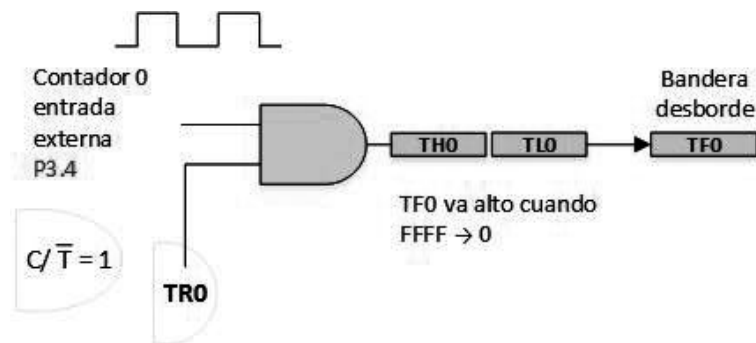 Contador 0
entrada
externa
P3.4
C/ T̅ = 1
TR0
TH0
TL0
TF0 va alto cuando
FFFF → 0
Bandera
desborde
TF0